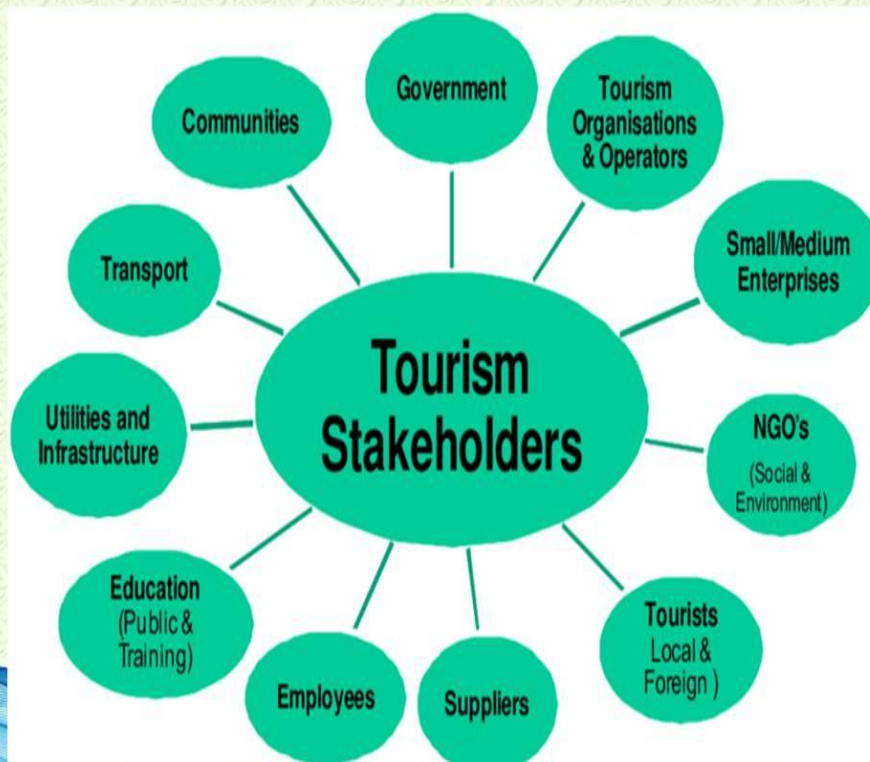 Tourism
Stakeholders
Government
Tourism
Organisations
& Operators
Small/Medium
Enterprises
NGO's
(Social &
Environment)
Tourists
Local &
Foreign )
Suppliers
Employees
Education
(Public &
Training)
Utilities and
Infrastructure
Transport
Communities